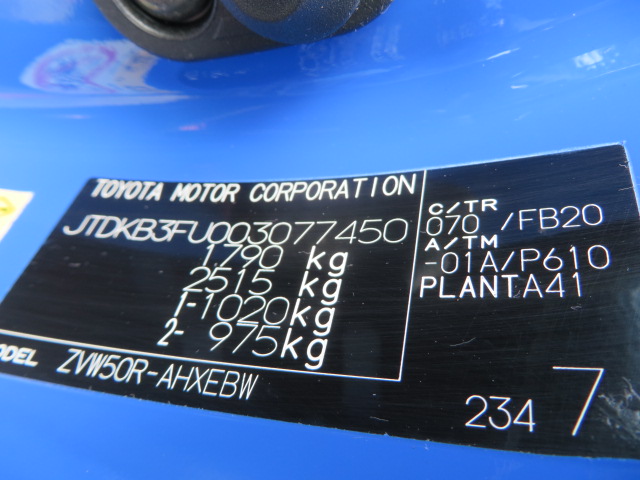 TOYOTA MOTOR CORPORATION
JTDKB3FU003077450
1790 kg
2515 kg
1-1020kg
2- 975kg
C/TR
070 /FB20
A/TM
-01A/P610
PLANTA41
ZVW50R-AHXEBW
234 7